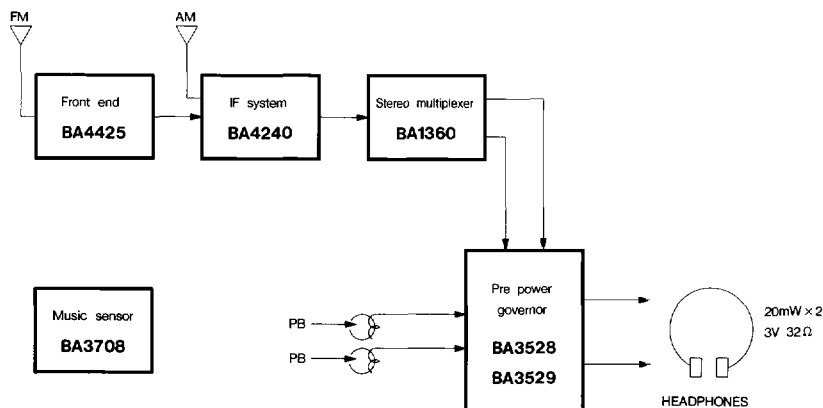 FM
AM
Front end
BA4425
IF system
BA4240
Stereo multiplexer
BA1360
Music sensor
BA3708
PB
PB
Pre power
governor
BA3528
BA3529
20mW×2
3V 32Ω
HEADPHONES